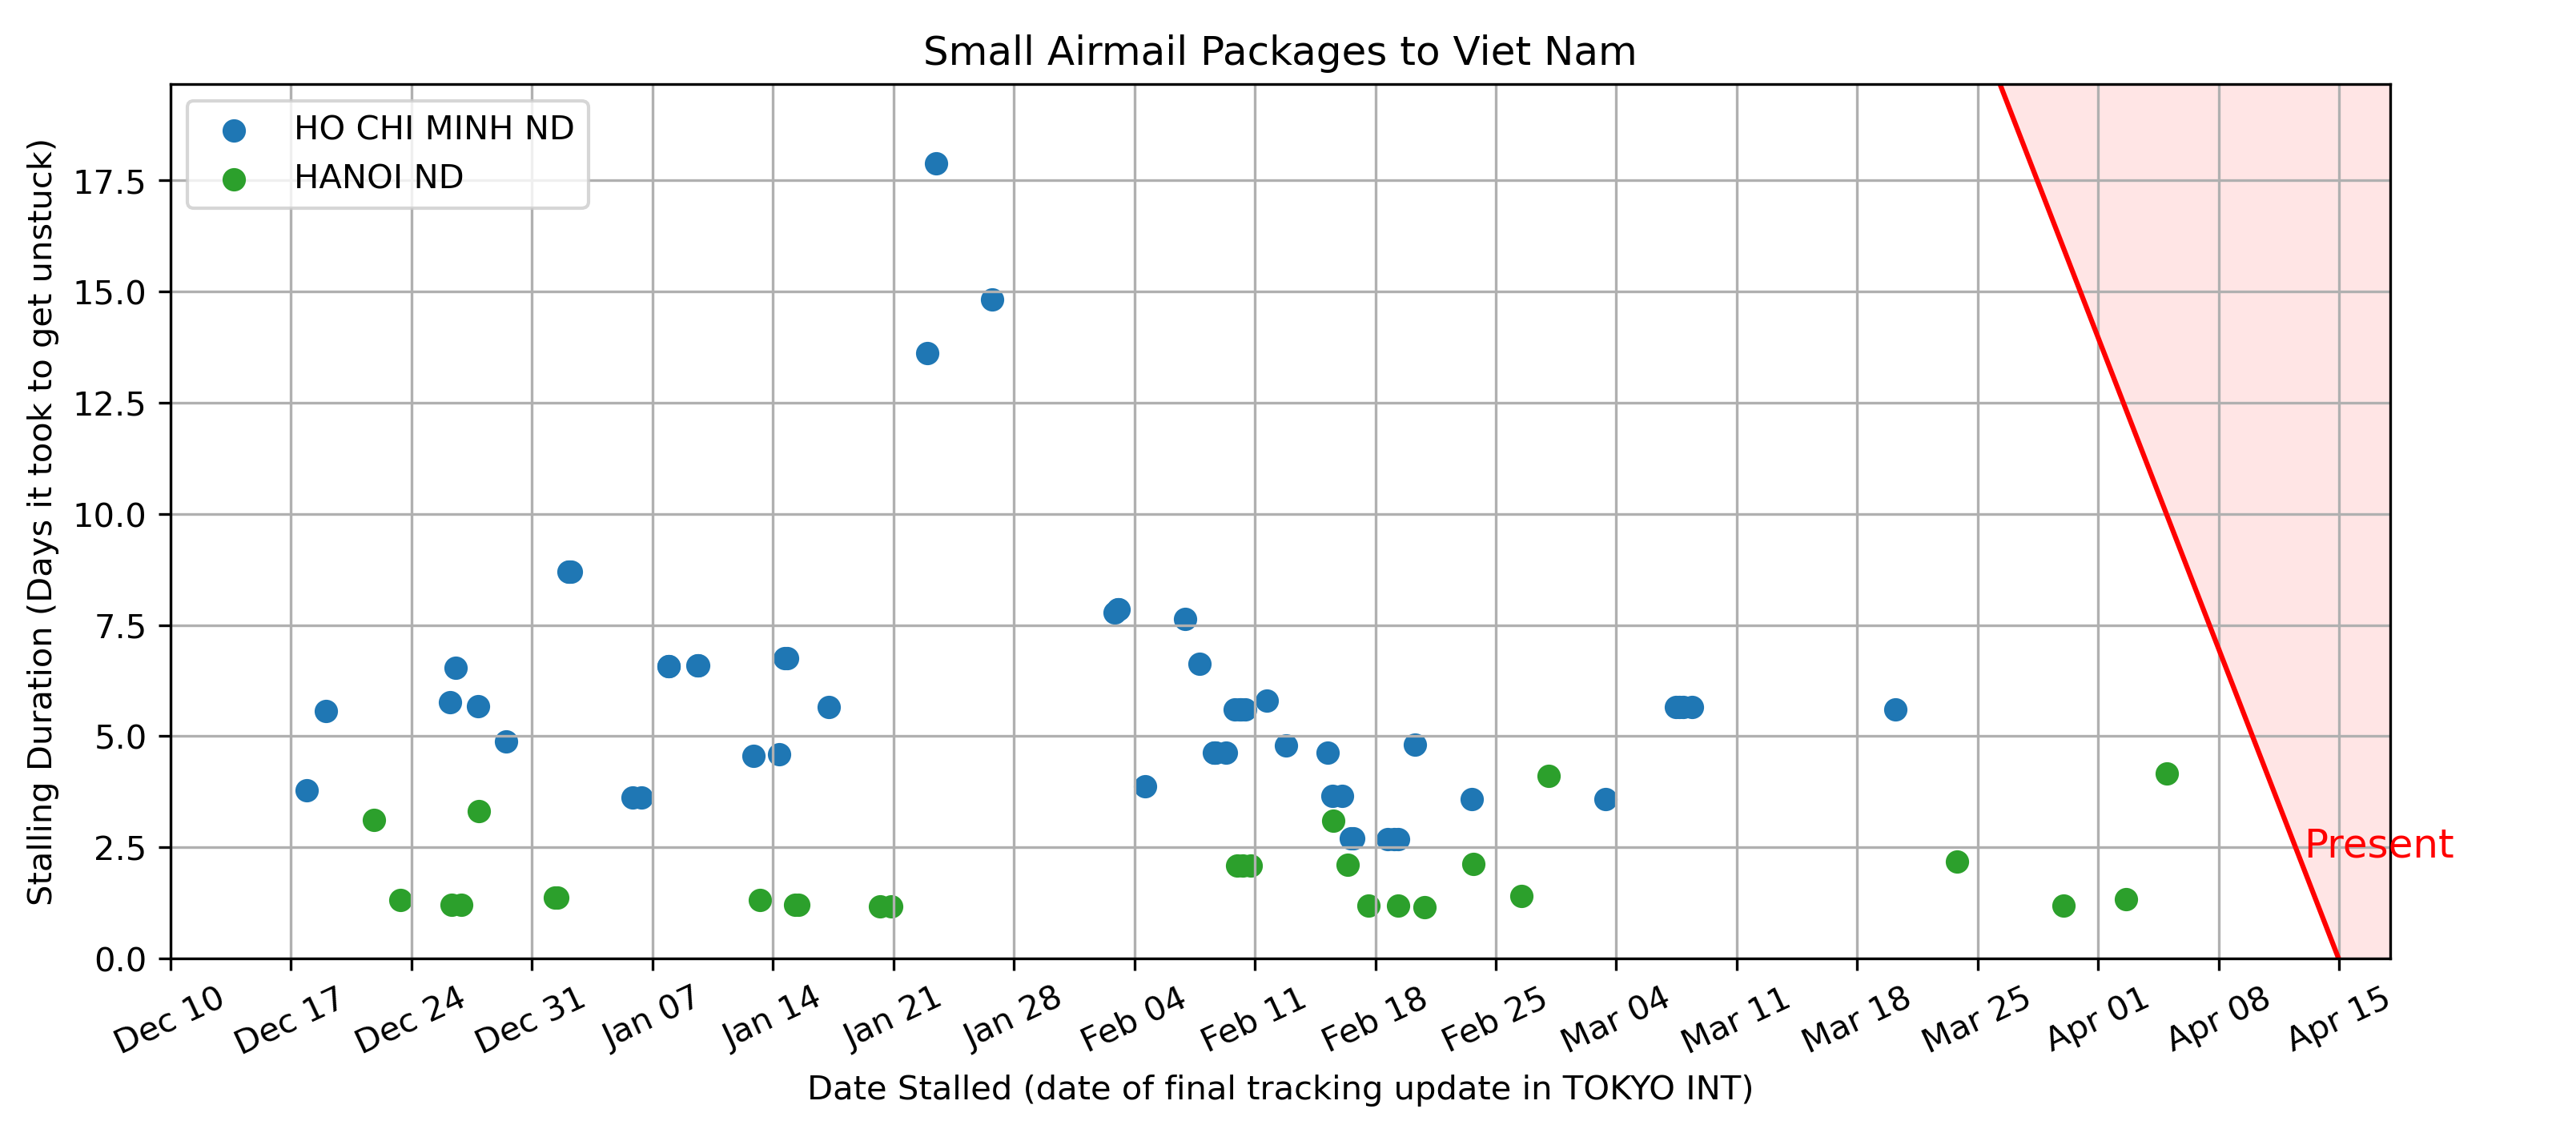 Small Airmail Packages to Viet Nam
HO CHI MINH ND
HANOI ND
Stalling Duration (Days it took to get unstuck)
17.5
15.0
12.5
10.0
7.5
5.0
2.5
0.0
Present
Dec 10
Dec 17
Dec 24
Dec 31
Jan 07
Jan 14
Jan 21
Jan 28
Feb 04
Feb 11
Feb 18
Feb 25
Mar 04
Mar 11
Mar 18
Mar 25
Apr 01
Apr 08
Apr 15
Date Stalled (date of final tracking update in TOKYO INT)